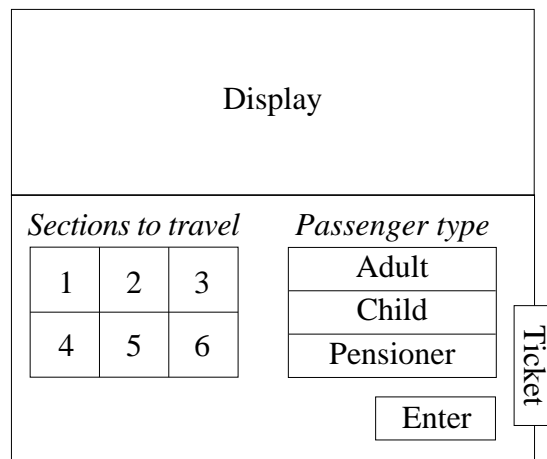 Display
Sections to travel
Passenger type
1 2 3
4 5 6
Adult
Child
Pensioner
Ticket
Enter